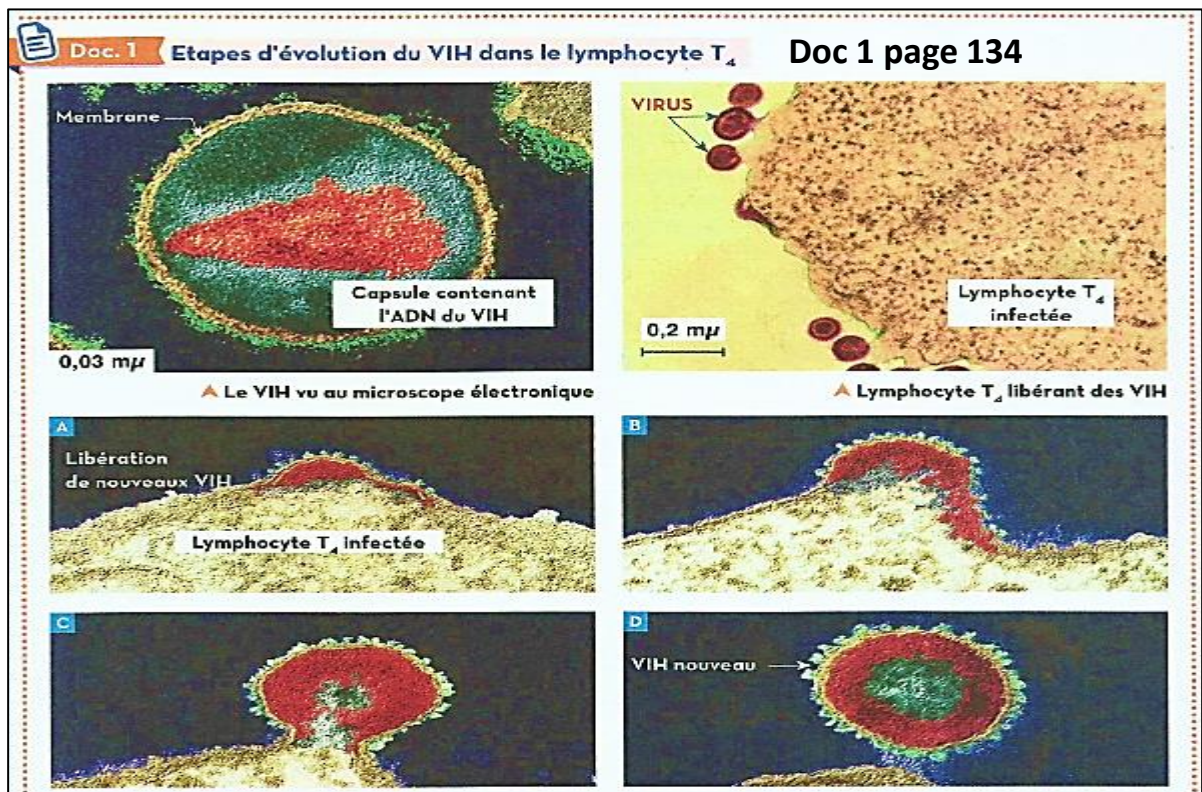 Doc. 1 Etapes d'évolution du VIH dans le lymphocyte T₄ Doc 1 page 134
Membrane
Capsule contenant
l'ADN du VIH
0,03 mµ
VIRUS
Lymphocyte T₄
infectée
0,2 mµ
Le VIH vu au microscope électronique
Lymphocyte T₄ libérant des VIH
A
Libération
de nouveaux VIH
Lymphocyte T₄ infectée
B
C
D
VIH nouveau